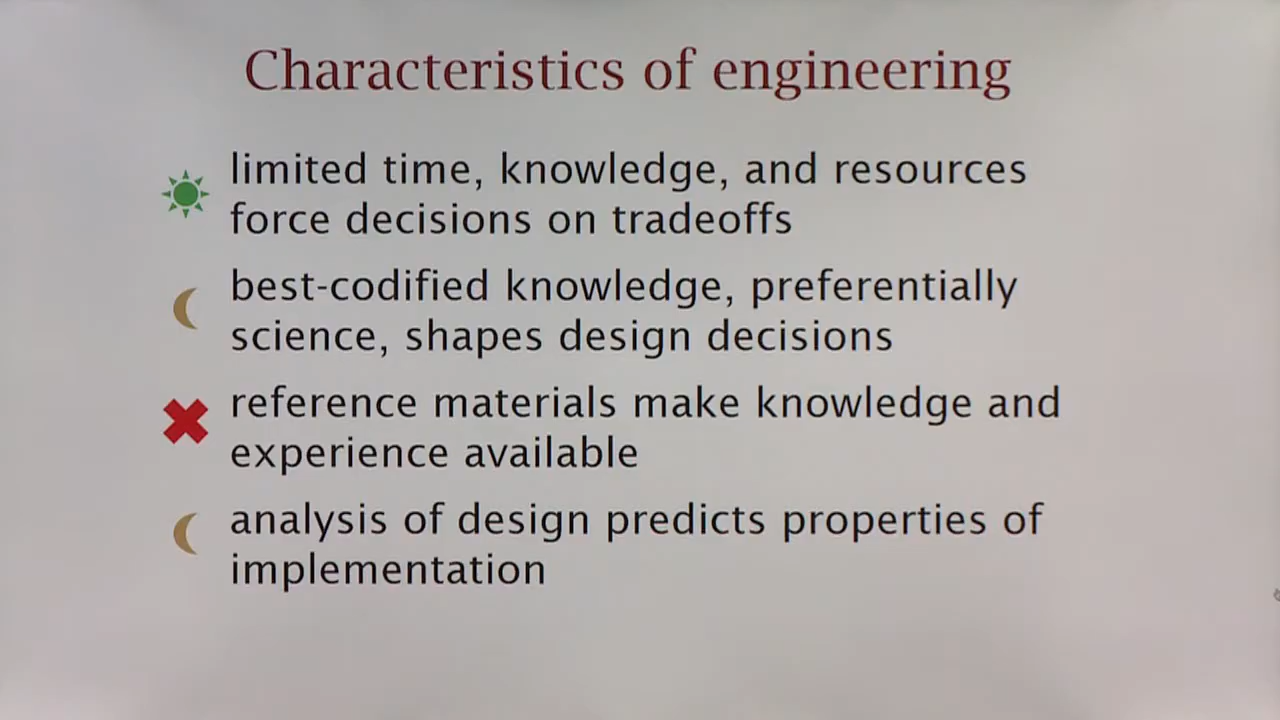 Characteristics of engineering
limited time, knowledge, and resources
force decisions on tradeoffs
best-codified knowledge, preferentially
science, shapes design decisions
reference materials make knowledge and
experience available
analysis of design predicts properties of
implementation